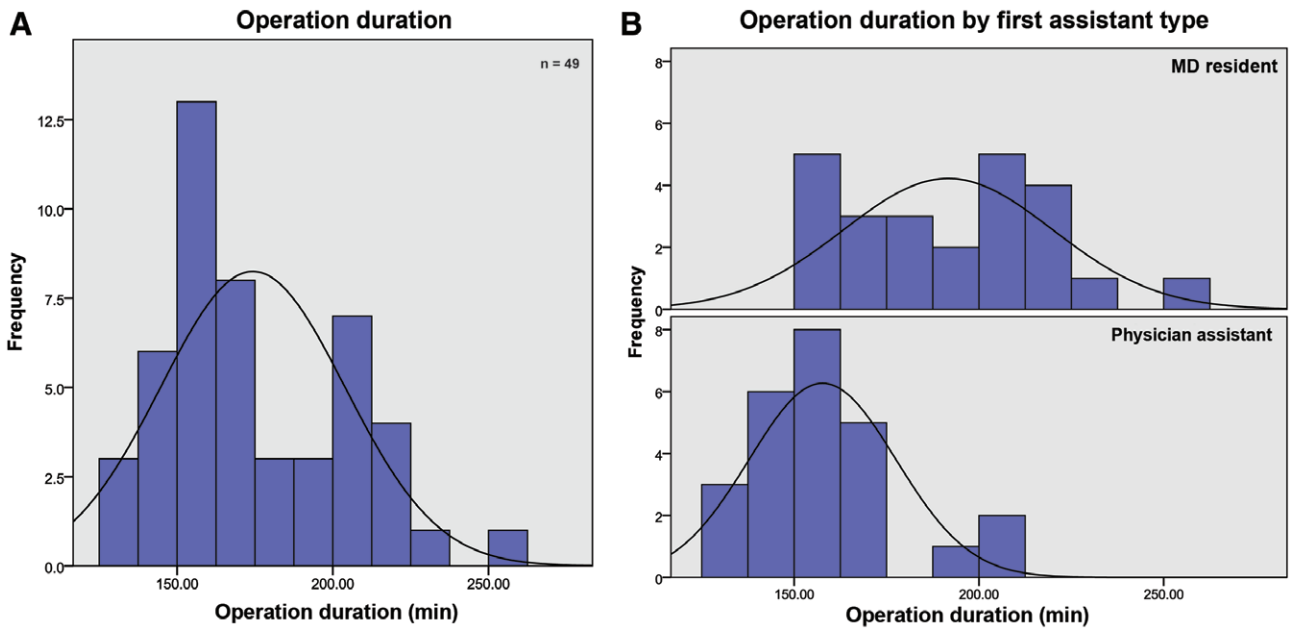 A
Operation duration
n = 49
12.5
10.0
7.5
5.0
2.5
0.0
Frequency
150.00
200.00
250.00
Operation duration (min)
B
Operation duration by first assistant type
MD resident
8
6
4
2
0
Physician assistant
8
6
4
2
0
Frequency
150.00
200.00
250.00
Operation duration (min)